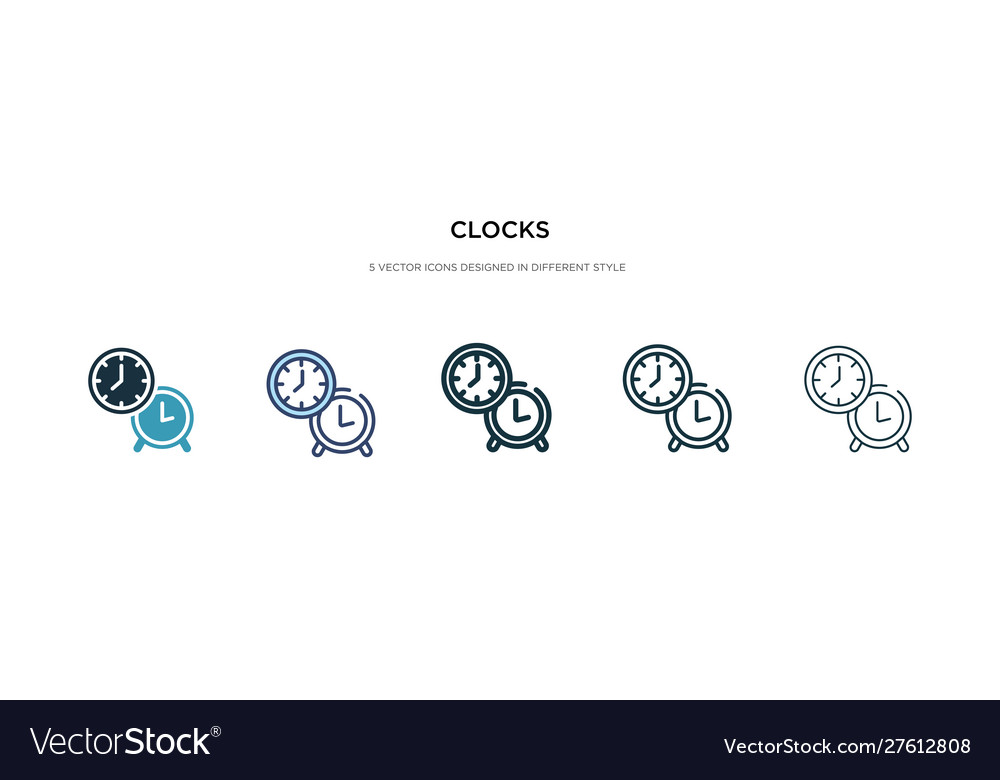 CLOCKS
5 VECTOR ICONS DESIGNED IN DIFFERENT STYLE
VectorStock®
VectorStock.com/27612808